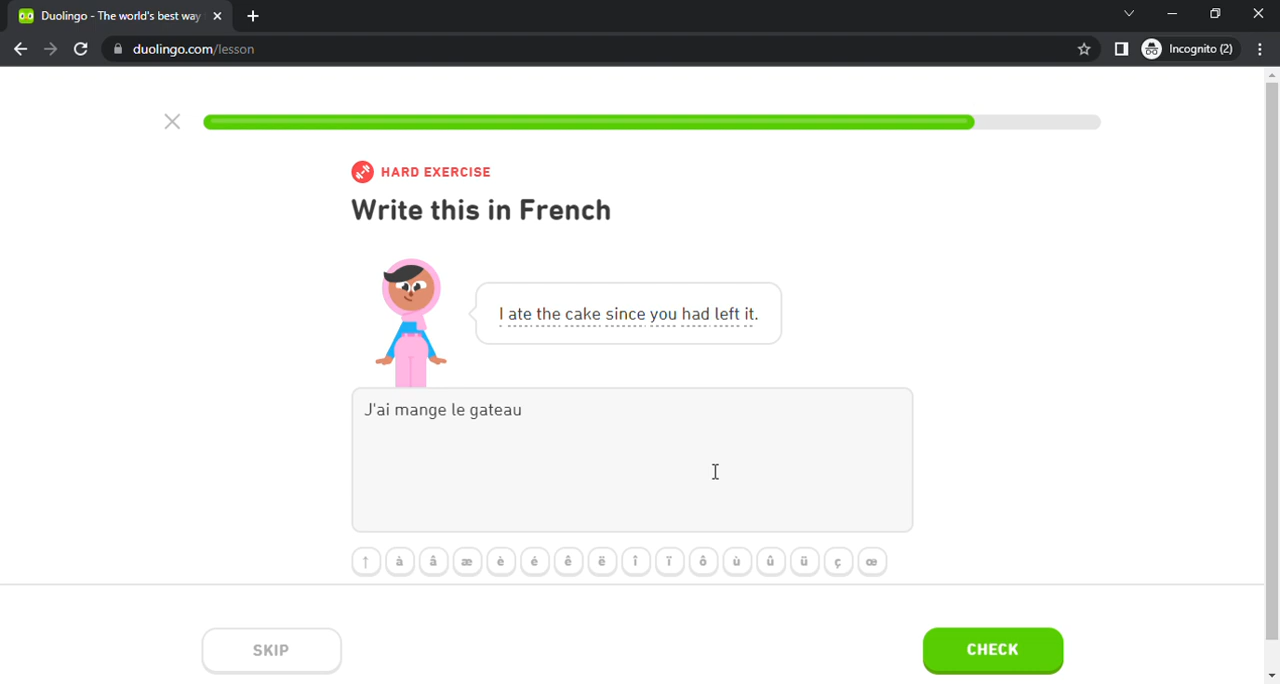 Duolingo - The world's best way
duolingo.com/lesson
Incognito (2)
HARD EXERCISE
Write this in French
I ate the cake since you had left it.
J'ai mange le gateau
↑ à â æ è é ê ë î ï ô ù û ü ç œ
SKIP
CHECK